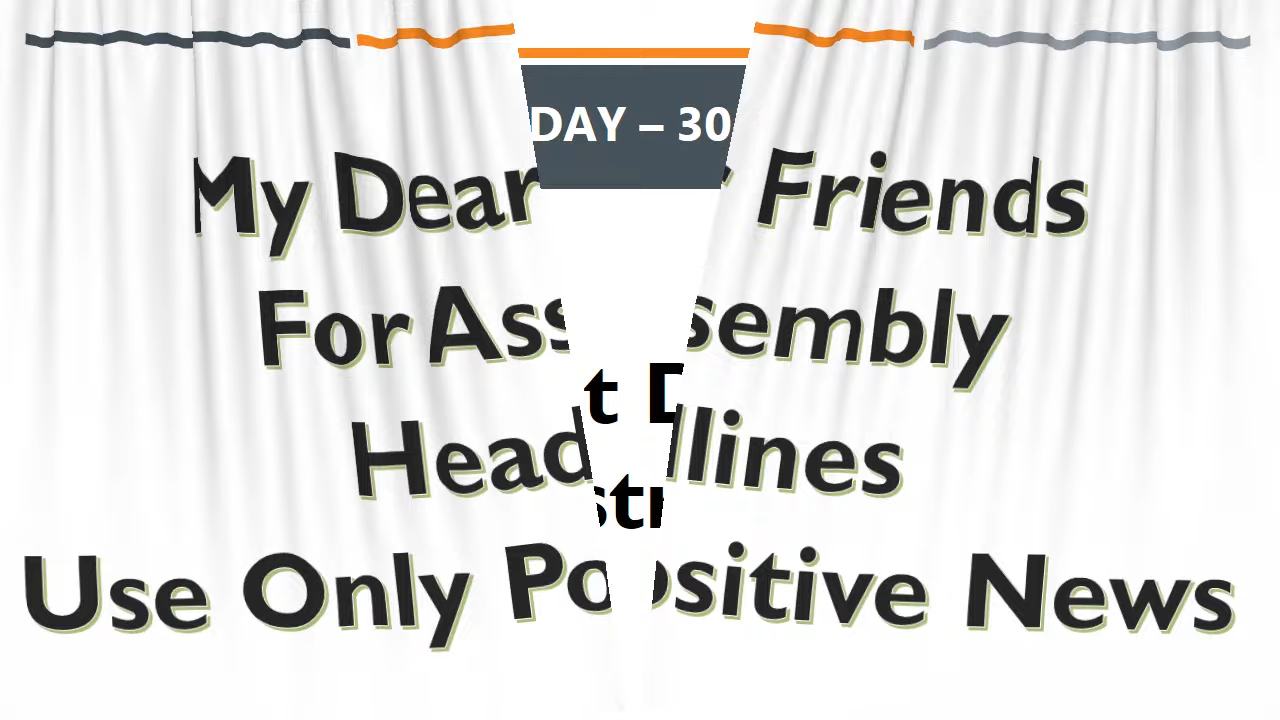 DAY – 30
My Dear Friends
For Assembly
Headlines
Use Only Positive News